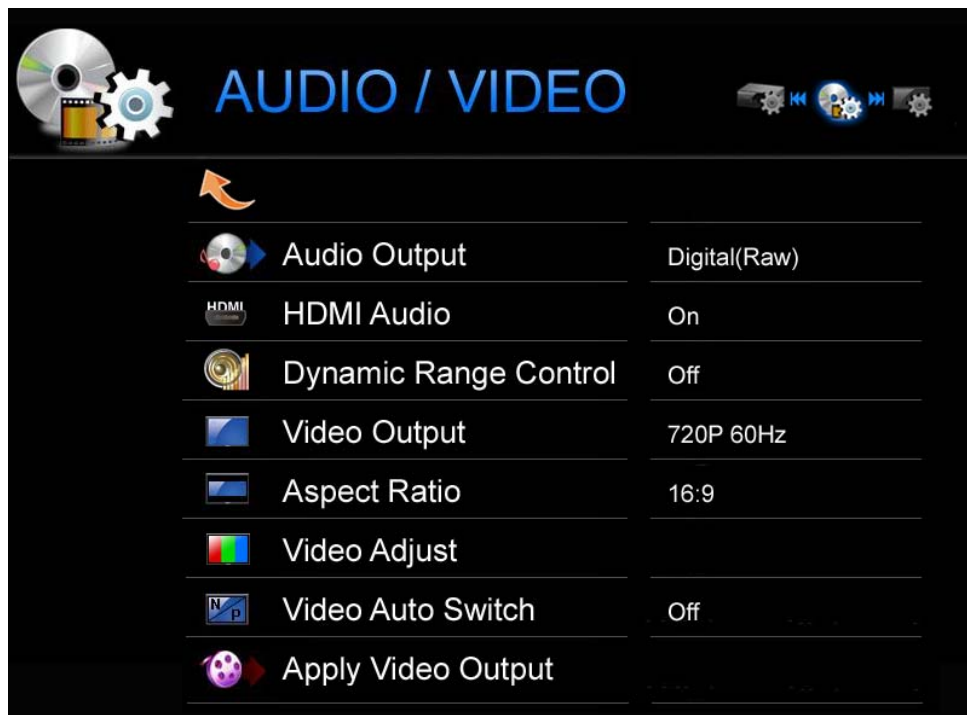 AUDIO / VIDEO
Audio Output Digital(Raw)
HDMI
HDMI Audio On
Dynamic Range Control Off
Video Output 720P 60Hz
Aspect Ratio 16:9
Video Adjust
N/P
Video Auto Switch Off
Apply Video Output